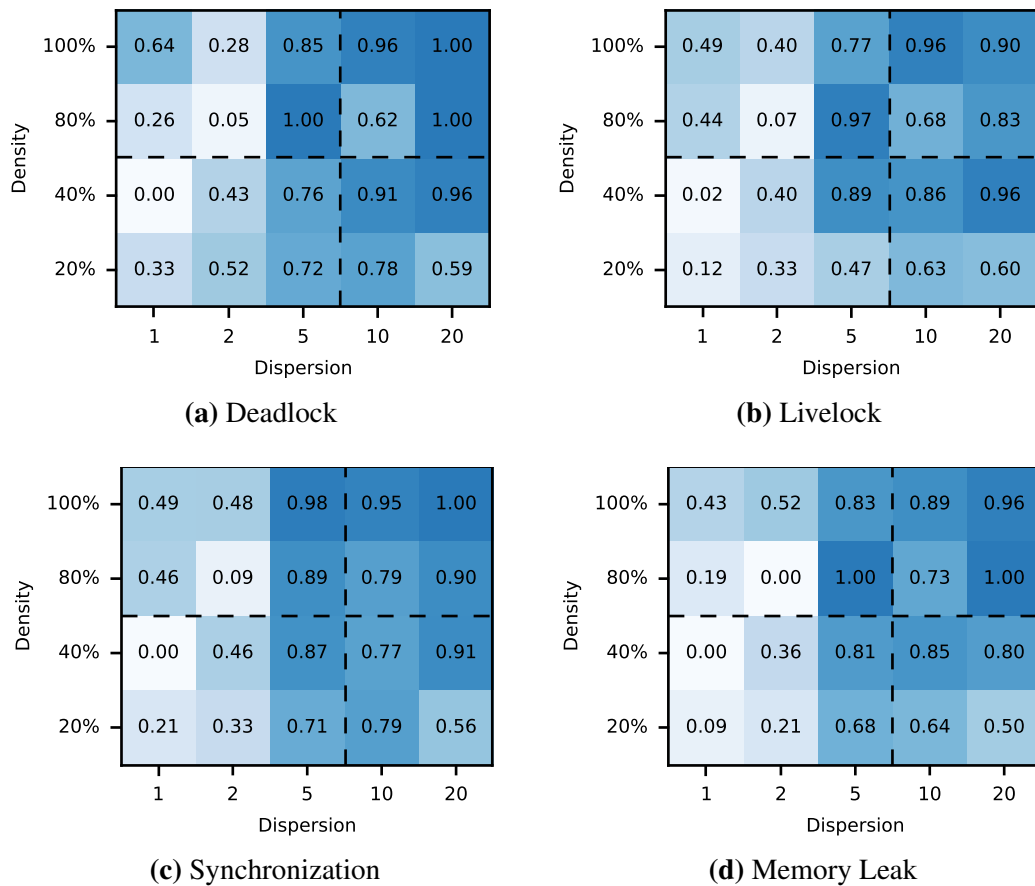 100% 0.64 0.28 0.85 0.96 1.00
80% 0.26 0.05 1.00 0.62 1.00
40% 0.00 0.43 0.76 0.91 0.96
20% 0.33 0.52 0.72 0.78 0.59
Density
1 2 5 10 20
Dispersion
(a) Deadlock
100% 0.49 0.40 0.77 0.96 0.90
80% 0.44 0.07 0.97 0.68 0.83
40% 0.02 0.40 0.89 0.86 0.96
20% 0.12 0.33 0.47 0.63 0.60
Density
1 2 5 10 20
Dispersion
(b) Livelock
100% 0.49 0.48 0.98 0.95 1.00
80% 0.46 0.09 0.89 0.79 0.90
40% 0.00 0.46 0.87 0.77 0.91
20% 0.21 0.33 0.71 0.79 0.56
Density
1 2 5 10 20
Dispersion
(c) Synchronization
100% 0.43 0.52 0.83 0.89 0.96
80% 0.19 0.00 1.00 0.73 1.00
40% 0.00 0.36 0.81 0.85 0.80
20% 0.09 0.21 0.68 0.64 0.50
Density
1 2 5 10 20
Dispersion
(d) Memory Leak